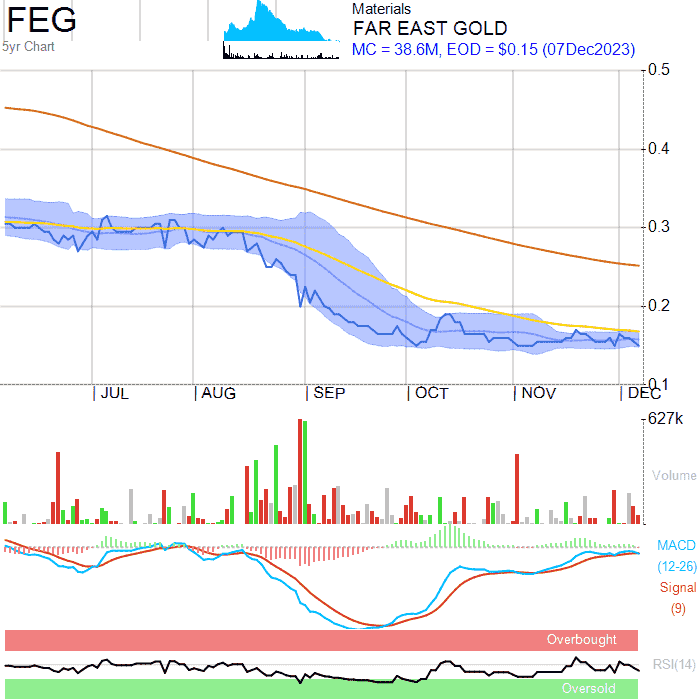 FEG
5yr Chart
Materials
FAR EAST GOLD
MC = 38.6M, EOD = $0.15 (07Dec2023)
0.5
0.4
0.3
0.2
0.1
JUL
AUG
SEP
OCT
NOV
DEC
627k
Volume
MACD
(12-26)
Signal
(9)
Overbought
RSI(14)
Oversold